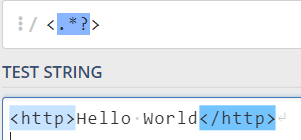 / <.*?>
TEST STRING
<http>Hello·World</http>↵